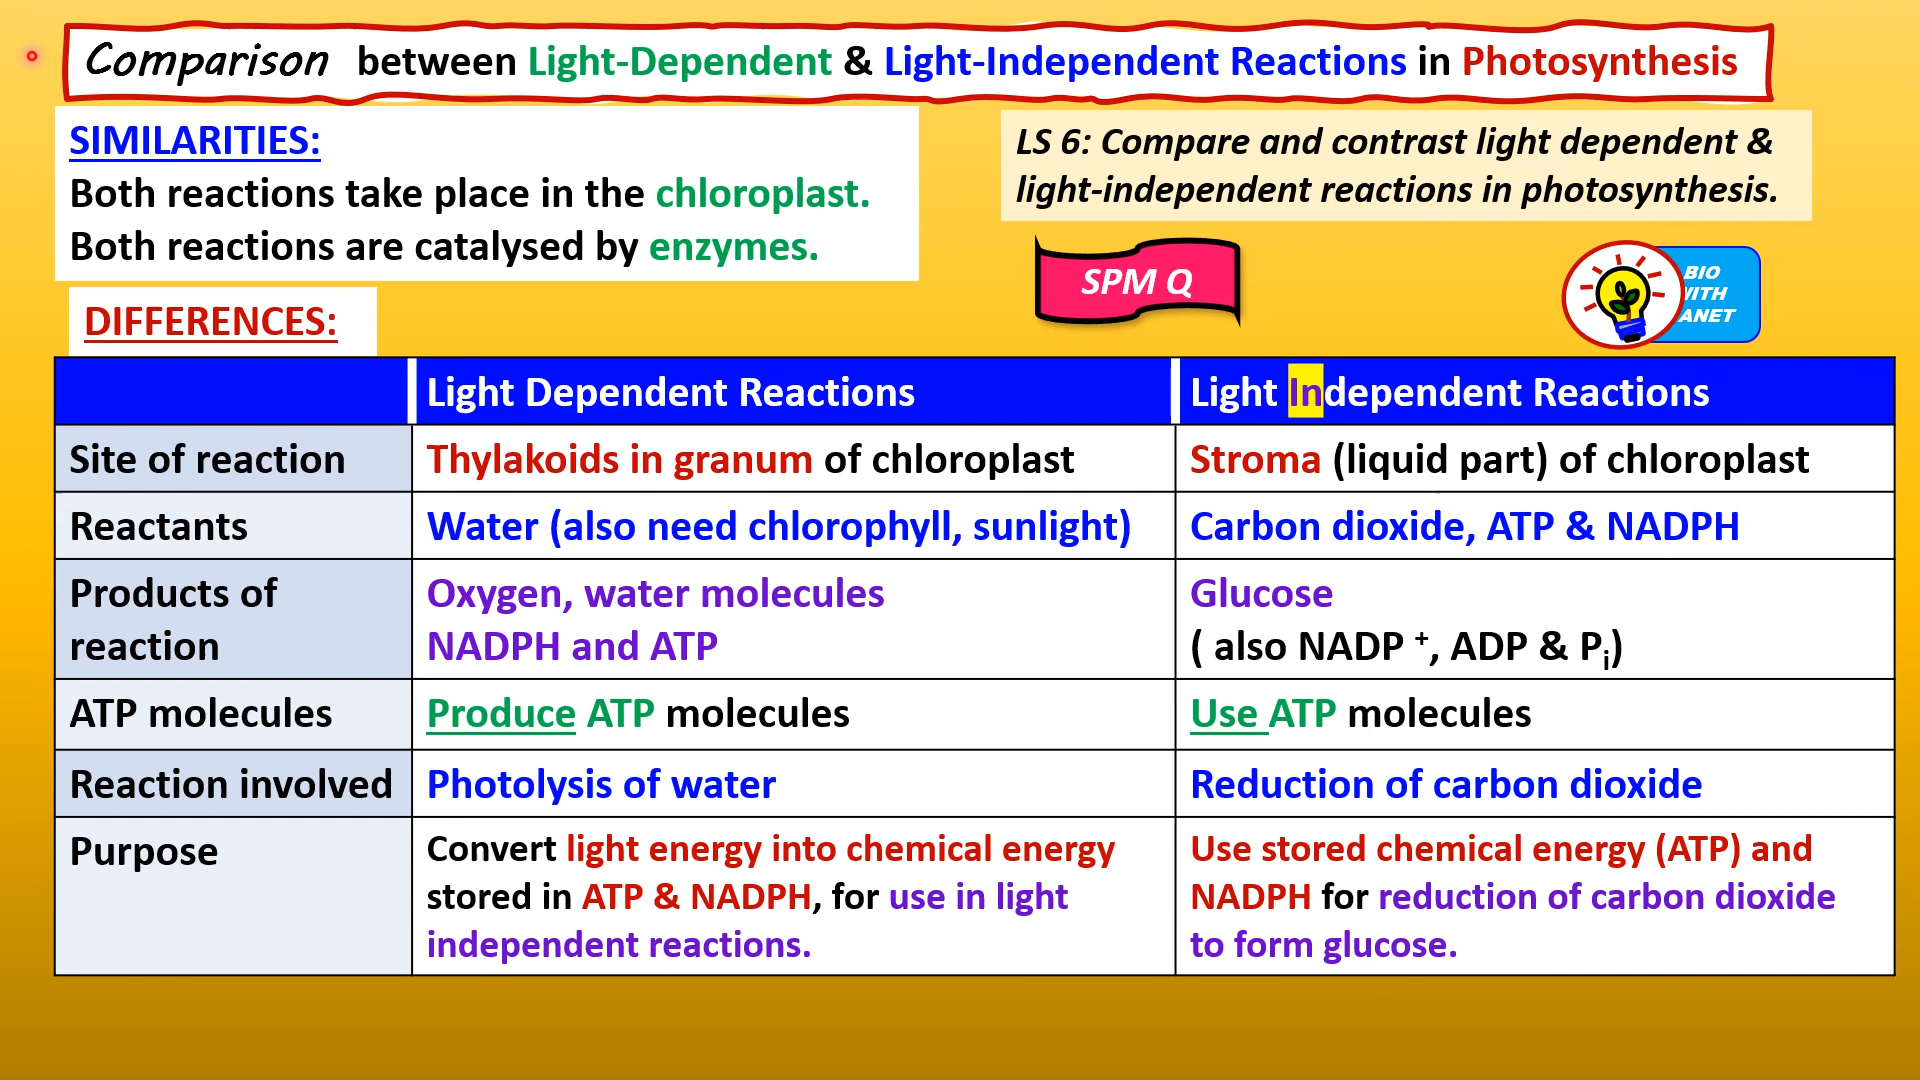 Comparison between Light-Dependent & Light-Independent Reactions in Photosynthesis
SIMILARITIES:
Both reactions take place in the chloroplast.
Both reactions are catalysed by enzymes.
LS 6: Compare and contrast light dependent &
light-independent reactions in photosynthesis.
SPM Q
BIO
WITH
ANET
DIFFERENCES:
Light Dependent Reactions
Light Independent Reactions
Site of reaction
Thylakoids in granum of chloroplast
Stroma (liquid part) of chloroplast
Reactants
Water (also need chlorophyll, sunlight)
Carbon dioxide, ATP & NADPH
Products of
reaction
Oxygen, water molecules
NADPH and ATP
Glucose
( also NADP +, ADP & Pi)
ATP molecules
Produce ATP molecules
Use ATP molecules
Reaction involved
Photolysis of water
Reduction of carbon dioxide
Purpose
Convert light energy into chemical energy
stored in ATP & NADPH, for use in light
independent reactions.
Use stored chemical energy (ATP) and
NADPH for reduction of carbon dioxide
to form glucose.